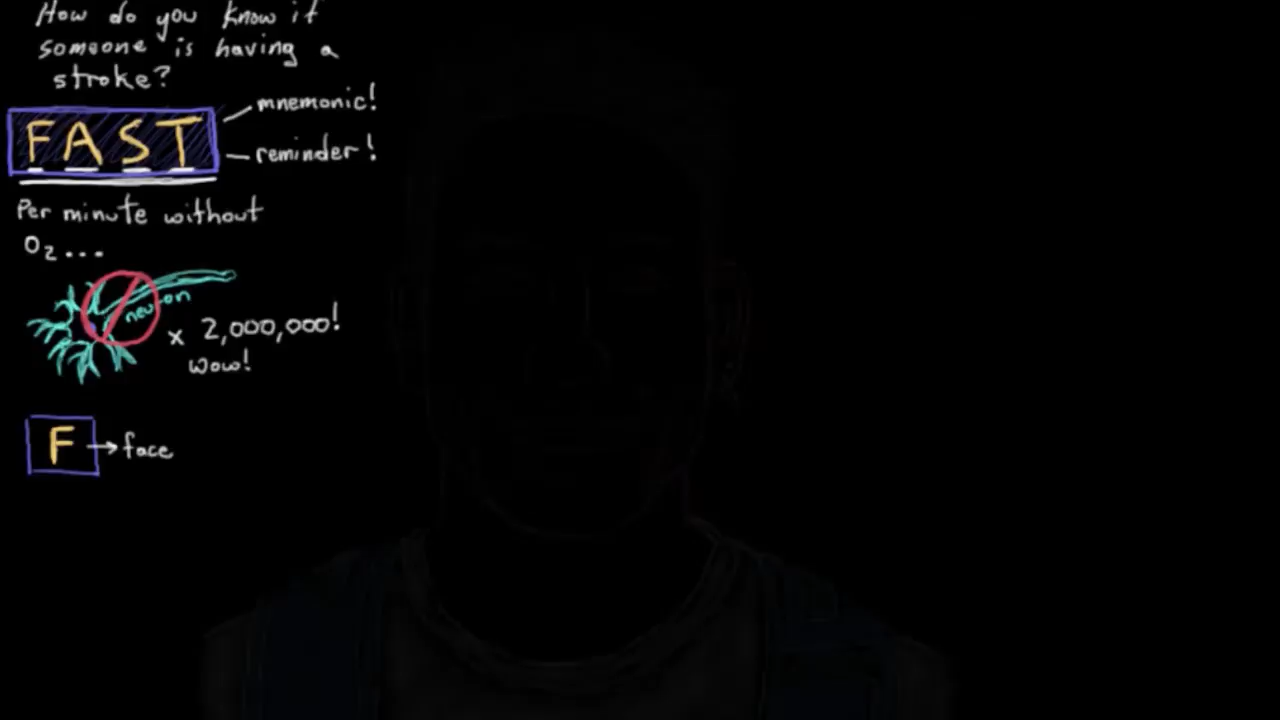 How do you know if
someone is having a
stroke?
FAST
mnemonic!
reminder!
Per minute without
O2...
neuron
x 2,000,000!
Wow!
F → face